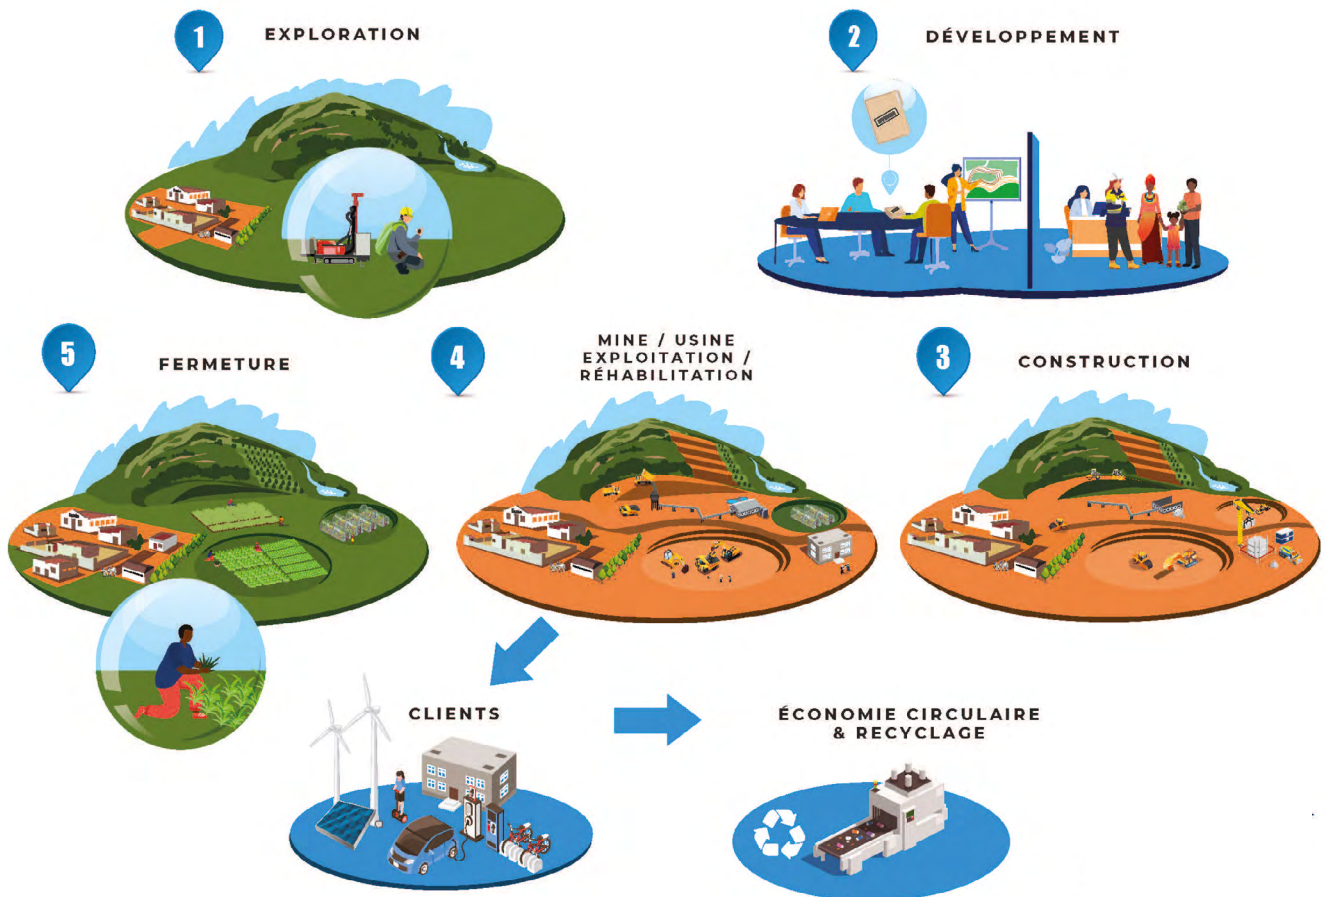 1
EXPLORATION
2
DÉVELOPPEMENT
5
FERMETURE
4
MINE / USINE
EXPLOITATION /
RÉHABILITATION
3
CONSTRUCTION
CLIENTS
ÉCONOMIE CIRCULAIRE
& RECYCLAGE